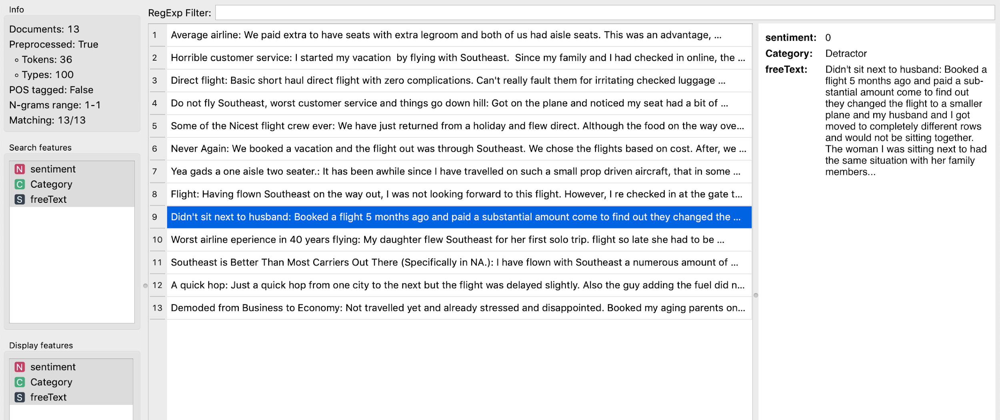 Info
Documents: 13
Preprocessed: True
◦ Tokens: 36
◦ Types: 100
POS tagged: False
N-grams range: 1-1
Matching: 13/13
Search features
N sentiment
C Category
S freeText
Display features
N sentiment
C Category
S freeText
RegExp Filter:
1 Average airline: We paid extra to have seats with extra legroom and both of us had aisle seats. This was an advantage, ...
2 Horrible customer service: I started my vacation  by flying with Southeast.  Since my family and I had checked in online, the ...
3 Direct flight: Basic short haul direct flight with zero complications. Can't really fault them for irritating checked luggage ...
4 Do not fly Southeast, worst customer service and things go down hill: Got on the plane and noticed my seat had a bit of ...
5 Some of the Nicest flight crew ever: We have just returned from a holiday and flew direct. Although the food on the way ove...
6 Never Again: We booked a vacation and the flight out was through Southeast. We chose the flights based on cost. After, we ...
7 Yea gads a one aisle two seater.: It has been awhile since I have travelled on such a small prop driven aircraft, that in some ...
8 Flight: Having flown Southeast on the way out, I was not looking forward to this flight. However, I re checked in at the gate t...
9 Didn't sit next to husband: Booked a flight 5 months ago and paid a substantial amount come to find out they changed the ...
10 Worst airline eperience in 40 years flying: My daughter flew Southeast for her first solo trip. flight so late she had to be ...
11 Southeast is Better Than Most Carriers Out There (Specifically in NA.): I have flown with Southeast a numerous amount of ...
12 A quick hop: Just a quick hop from one city to the next but the flight was delayed slightly. Also the guy adding the fuel did n...
13 Demoded from Business to Economy: Not travelled yet and already stressed and disappointed. Booked my aging parents on...
sentiment: 0
Category: Detractor
freeText: Didn't sit next to husband: Booked a
flight 5 months ago and paid a sub-
stantial amount come to find out
they changed the flight to a smaller
plane and my husband and I got
moved to completely different rows
and would not be sitting together.
The woman I was sitting next to had
the same situation with her family
members...